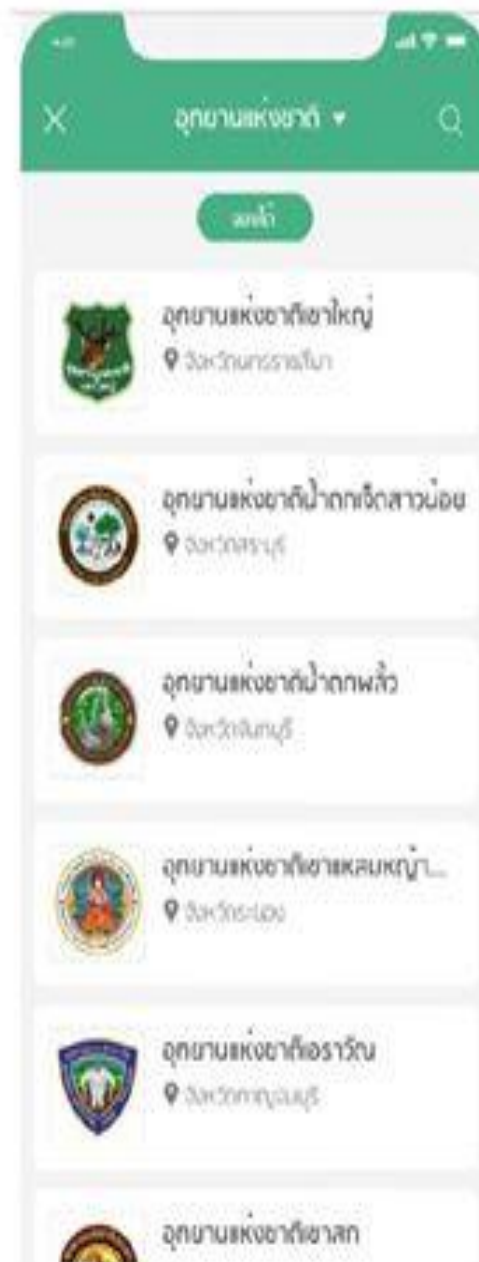 อุทยานแห่งชาติ
อุทยานแห่งชาติเขาใหญ่
จังหวัดนครราชสีมา
อุทยานแห่งชาติน้ำตกเจ็ดสาวน้อย
จังหวัดสระบุรี
อุทยานแห่งชาติน้ำตกพลิ้ว
จังหวัดจันทบุรี
อุทยานแห่งชาติเขาแหลมหญ้า...
จังหวัดระยอง
อุทยานแห่งชาติเอราวัณ
จังหวัดกาญจนบุรี
อุทยานแห่งชาติเขาสก